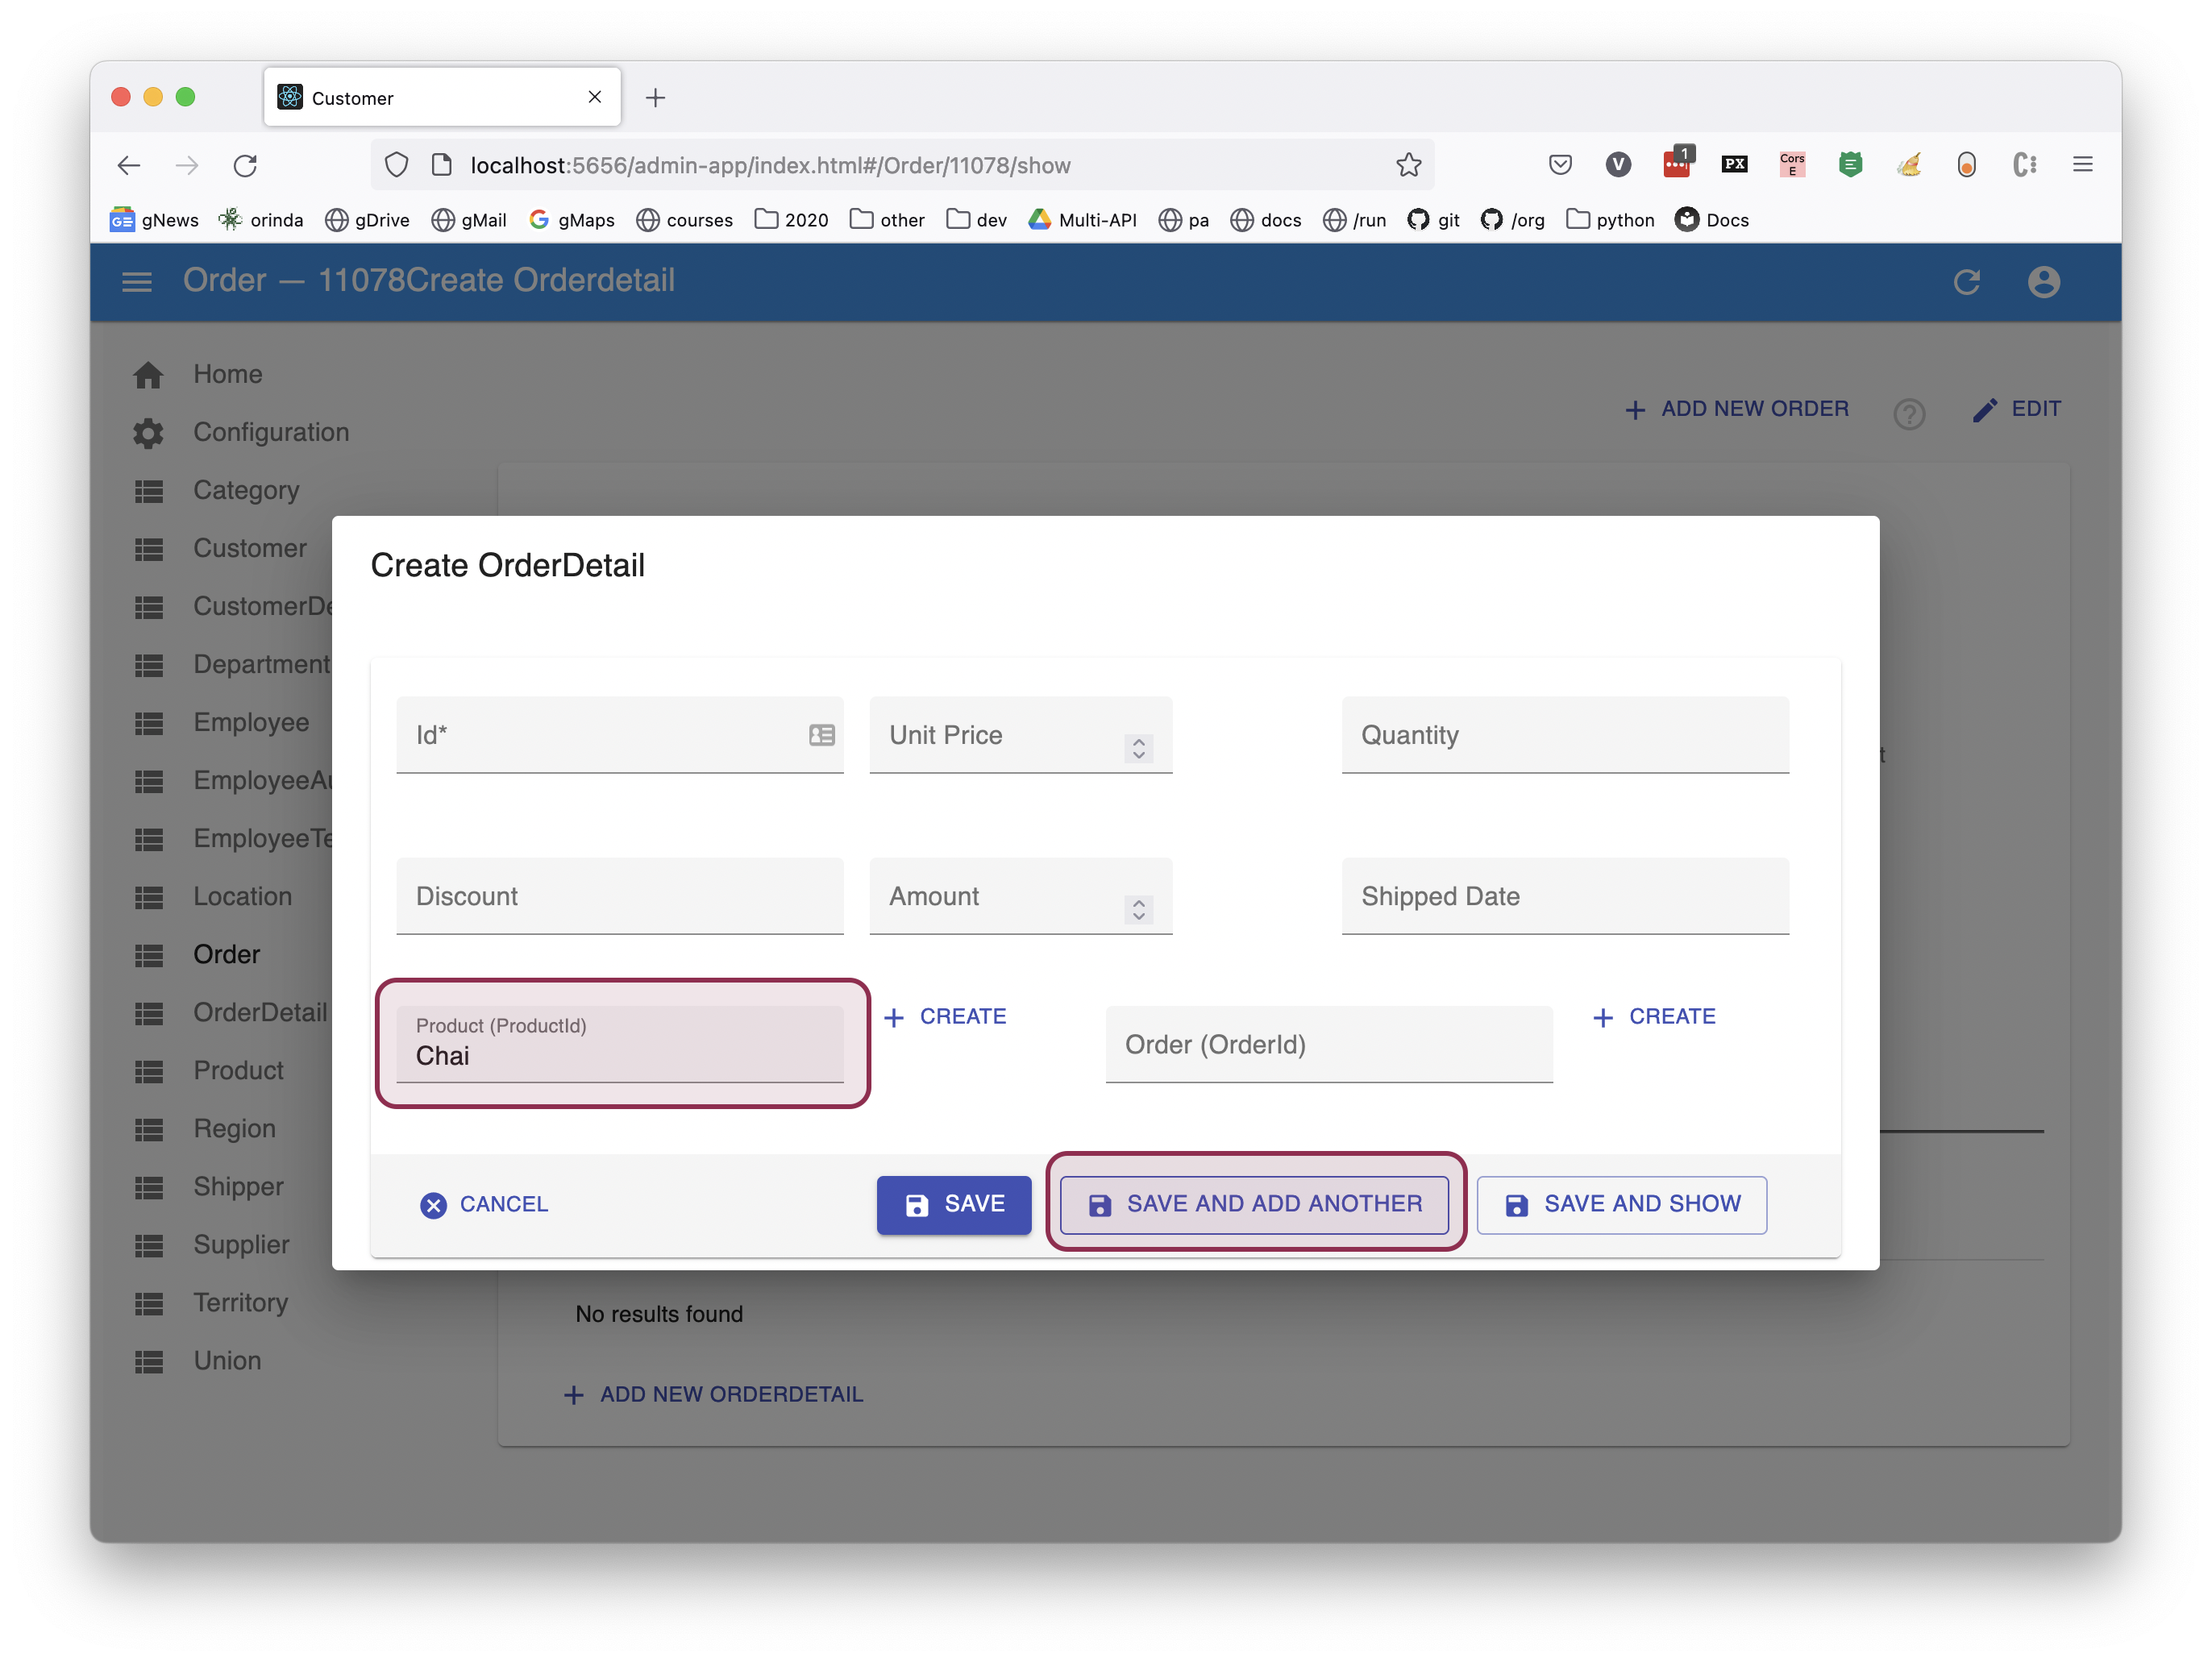 Customer
localhost:5656/admin-app/index.html#/Order/11078/show
V
1
PX
Cors
E
GE gNews orinda gDrive gMail gMaps courses 2020 other dev Multi-API pa docs /run git /org python Docs
Order — 11078Create Orderdetail
Home
ADD NEW ORDER ? EDIT
Configuration
Category
Customer
CustomerDe
Department
Employee
EmployeeAu
EmployeeTe
Location
Order
OrderDetail
Product
Region
Shipper
Supplier
Territory
Union
Create OrderDetail
Id* Unit Price Quantity
t
Discount Amount Shipped Date
Product (ProductId)
Chai
CREATE
Order (OrderId)
CREATE
CANCEL SAVE SAVE AND ADD ANOTHER SAVE AND SHOW
No results found
ADD NEW ORDERDETAIL